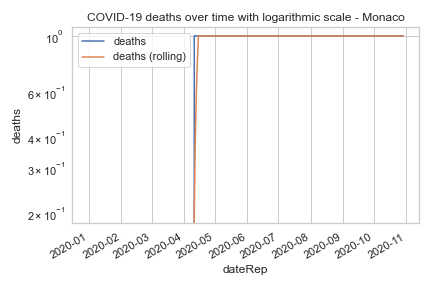 COVID-19 deaths over time with logarithmic scale - Monaco
deaths
deaths (rolling)
10⁰
6 × 10⁻¹
4 × 10⁻¹
3 × 10⁻¹
2 × 10⁻¹
deaths
2020-01
2020-02
2020-03
2020-04
2020-05
2020-06
2020-07
2020-08
2020-09
2020-10
2020-11
dateRep